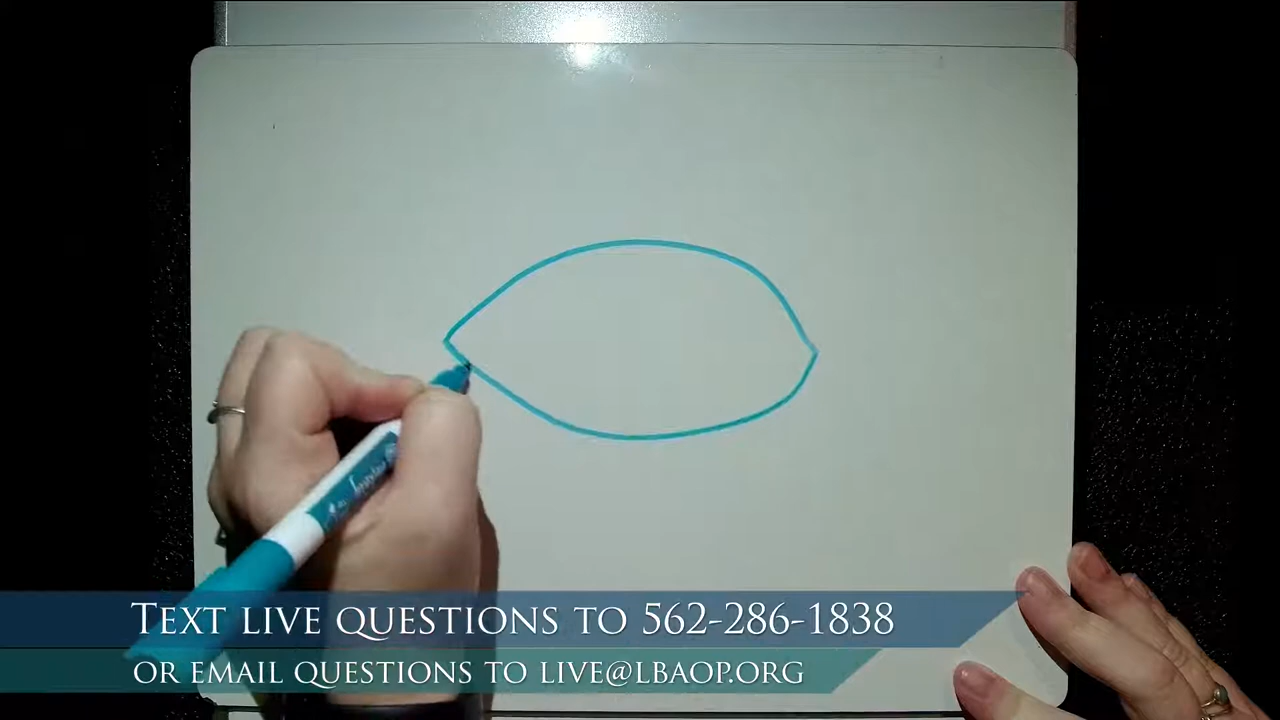 Text live questions to 562-286-1838
or email questions to live@lbaop.org